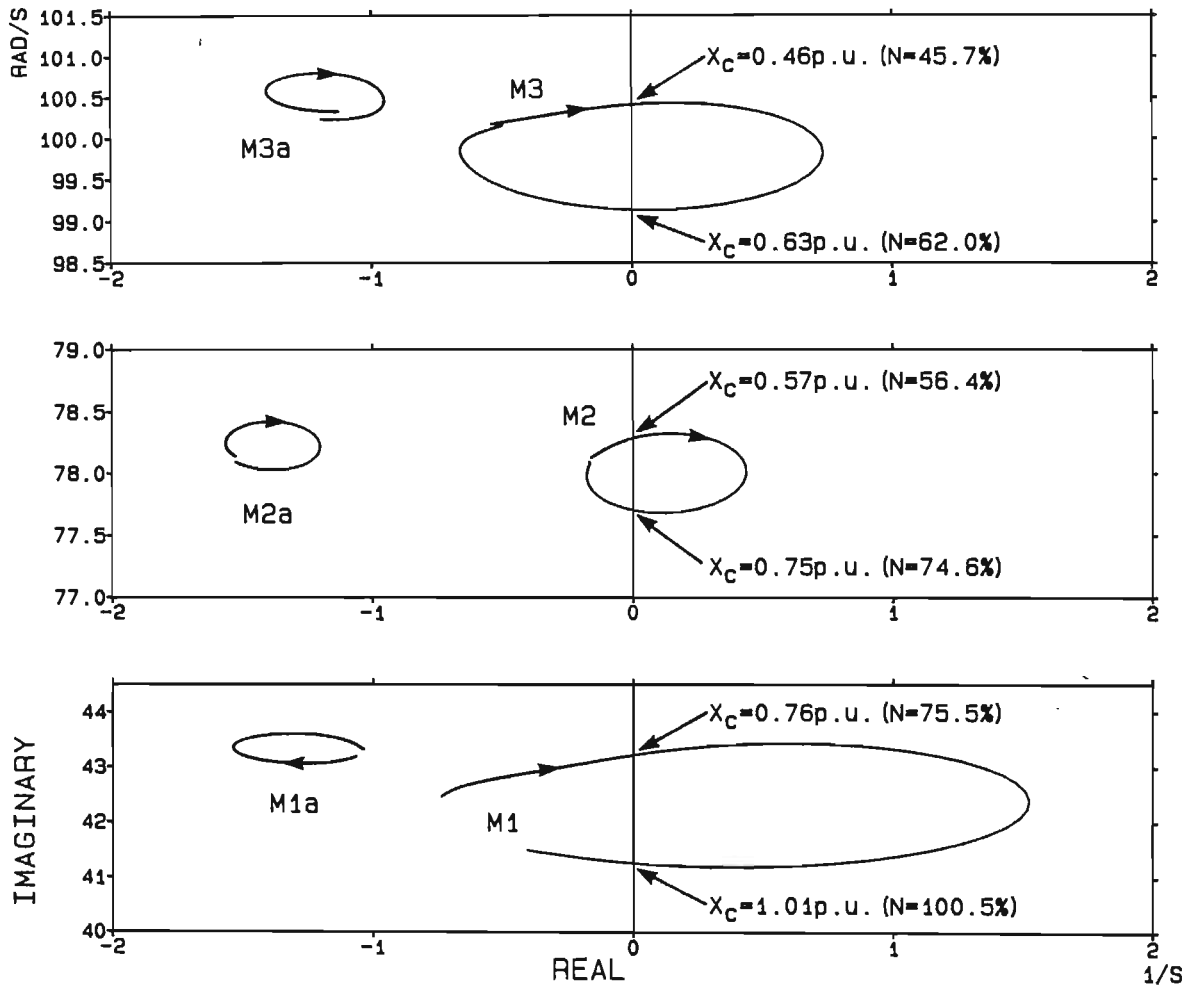 RAD/S
101.5
101.0
100.5
100.0
99.5
99.0
98.5
M3a
M3
X_C=0.46p.u. (N=45.7%)
X_C=0.63p.u. (N=62.0%)
-2 -1 0 1 2
79.0
78.5
78.0
77.5
77.0
M2a
M2
X_C=0.57p.u. (N=56.4%)
X_C=0.75p.u. (N=74.6%)
-2 -1 0 1 2
IMAGINARY
44
43
42
41
40
M1a
M1
X_C=0.76p.u. (N=75.5%)
X_C=1.01p.u. (N=100.5%)
-2 -1 0 1 2
REAL
1/S